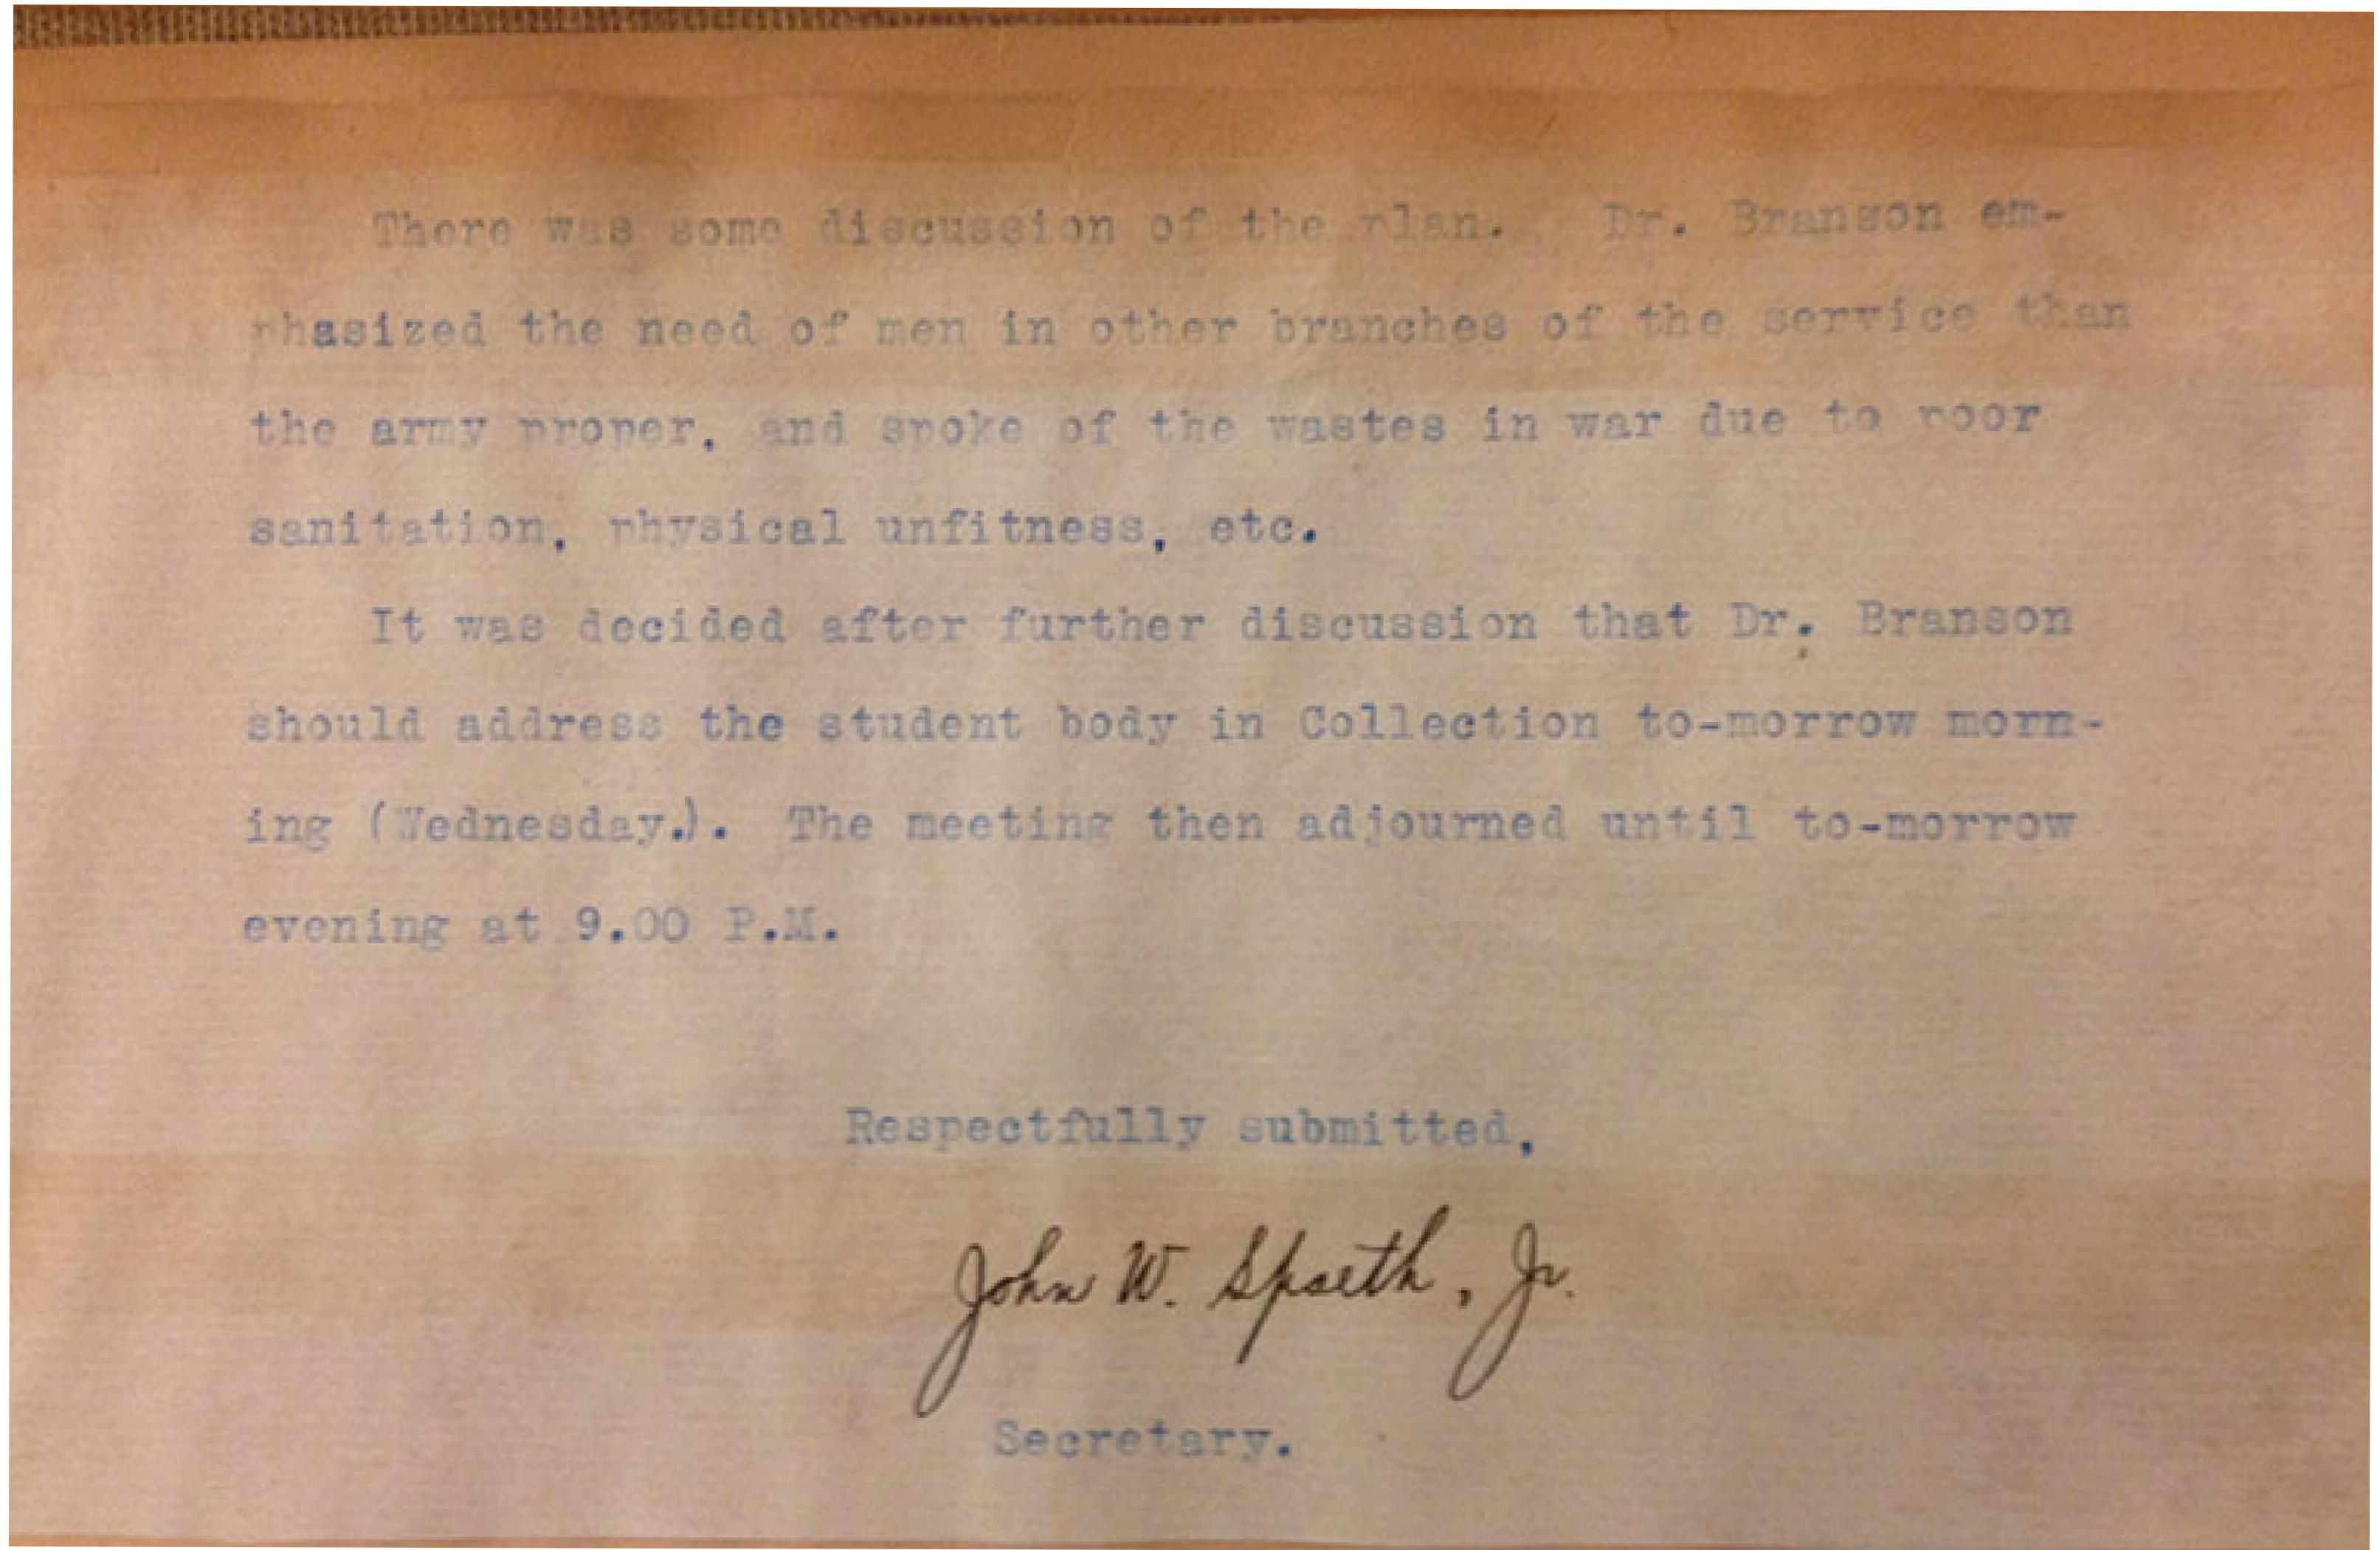 There was some discussion of the plan. Dr. Branson em-
phasized the need of men in other branches of the service than
the army proper, and spoke of the wastes in war due to poor
sanitation, physical unfitness, etc.
It was decided after further discussion that Dr. Branson
should address the student body in Collection to-morrow morn-
ing (Wednesday.). The meeting then adjourned until to-morrow
evening at 9.00 P.M.
Respectfully submitted,
John W. Spaeth, Jr.
Secretary.